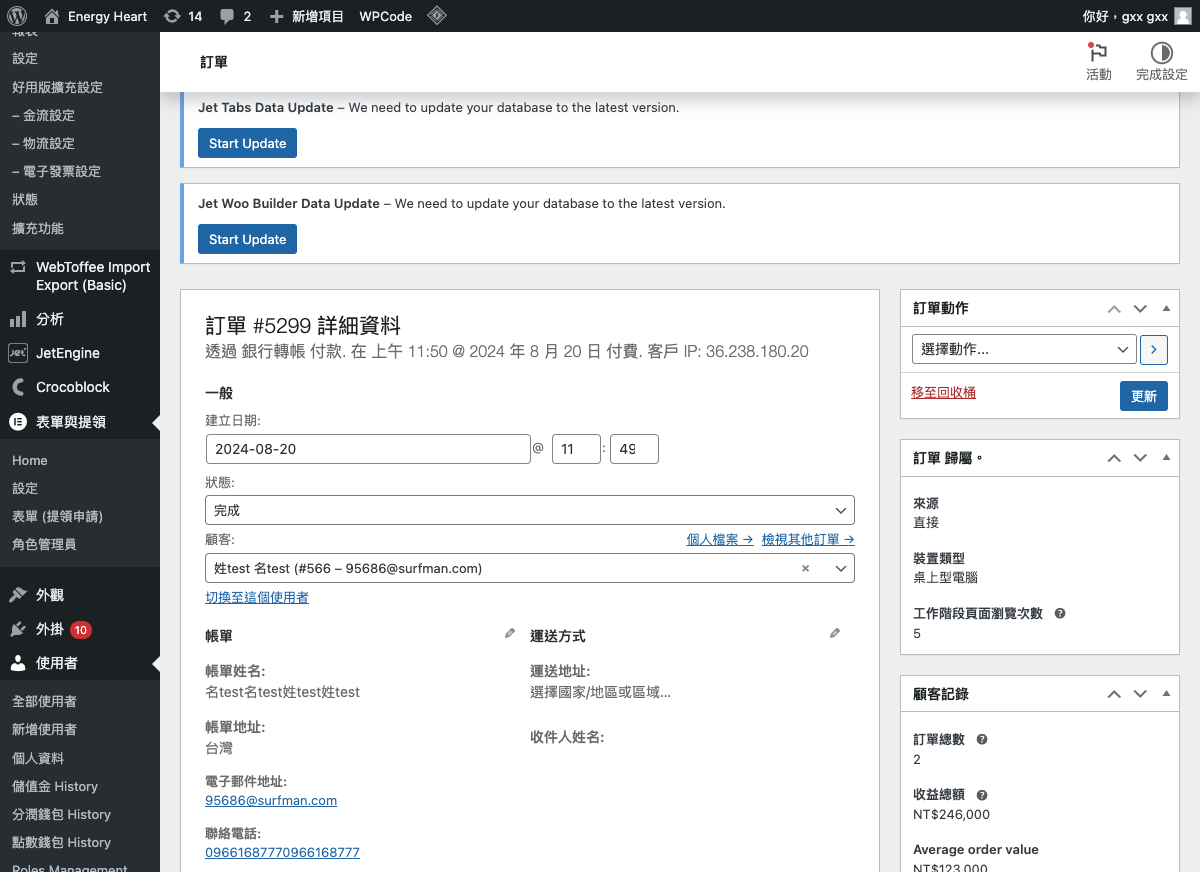 Energy Heart
14
2
新增項目
WPCode
你好，gxx gxx
報表
設定
好用版擴充設定
– 金流設定
– 物流設定
– 電子發票設定
狀態
擴充功能
WebToffee Import
Export (Basic)
分析
Jet
JetEngine
Crocoblock
表單與提領
Home
設定
表單 (提領申請)
角色管理員
外觀
外掛 10
使用者
全部使用者
新增使用者
個人資料
儲值金 History
分潤錢包 History
點數錢包 History
Roles Management
訂單
活動
完成設定
Jet Tabs Data Update – We need to update your database to the latest version.
Start Update
Jet Woo Builder Data Update – We need to update your database to the latest version.
Start Update
訂單 #5299 詳細資料
透過 銀行轉帳 付款. 在 上午 11:50 @ 2024 年 8 月 20 日 付費. 客戶 IP: 36.238.180.20
一般
建立日期:
2024-08-20 @ 11 : 49
狀態:
完成
顧客: 個人檔案 → 檢視其他訂單 →
姓test 名test (#566 – 95686@surfman.com) ×
切換至這個使用者
帳單
帳單姓名:
名test名test姓test姓test
帳單地址:
台灣
電子郵件地址:
95686@surfman.com
聯絡電話:
09661687770966168777
運送方式
運送地址:
選擇國家/地區或區域...
收件人姓名:
訂單動作
選擇動作...
移至回收桶
更新
訂單 歸屬。
來源
直接
裝置類型
桌上型電腦
工作階段頁面瀏覽次數
5
顧客記錄
訂單總數
2
收益總額
NT$246,000
Average order value
NT$123,000